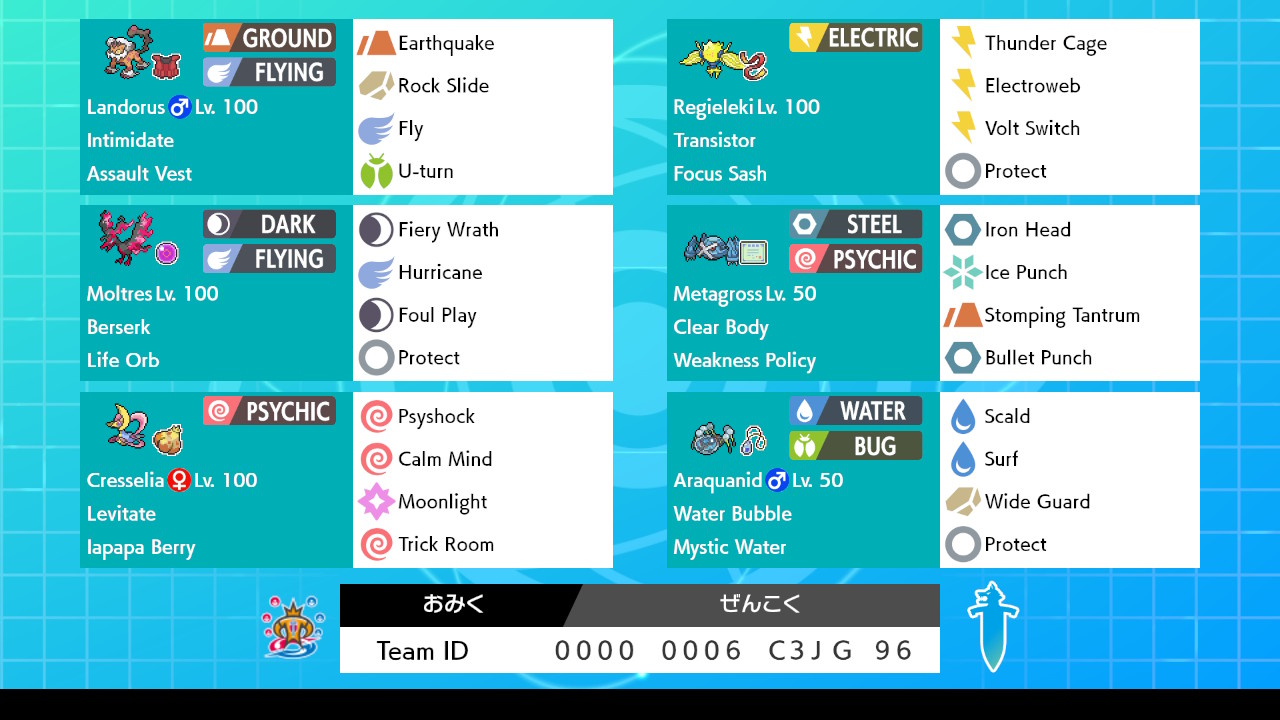 GROUND
FLYING
Landorus ♂ Lv. 100
Intimidate
Assault Vest
Earthquake
Rock Slide
Fly
U-turn
ELECTRIC
Regieleki Lv. 100
Transistor
Focus Sash
Thunder Cage
Electroweb
Volt Switch
Protect
DARK
FLYING
Moltres Lv. 100
Berserk
Life Orb
Fiery Wrath
Hurricane
Foul Play
Protect
STEEL
PSYCHIC
Metagross Lv. 50
Clear Body
Weakness Policy
Iron Head
Ice Punch
Stomping Tantrum
Bullet Punch
PSYCHIC
Cresselia ♀ Lv. 100
Levitate
Iapapa Berry
Psyshock
Calm Mind
Moonlight
Trick Room
WATER
BUG
Araquanid ♂ Lv. 50
Water Bubble
Mystic Water
Scald
Surf
Wide Guard
Protect
おみく ぜんこく
Team ID 0000 0006 C3JG 96